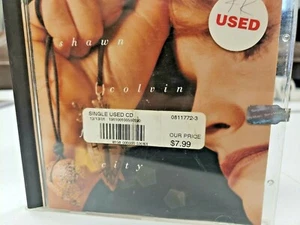 USED
shawn
colvin
SINGLE USED CD
0811772-3
OUR PRICE
$7.99
city